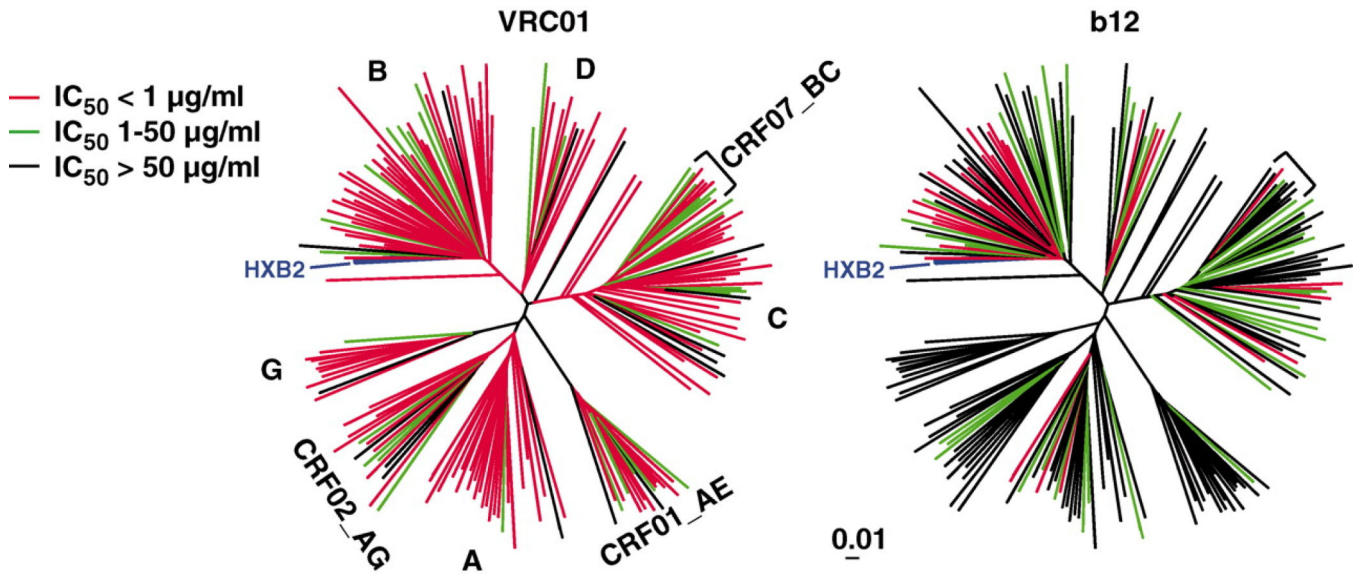 VRC01
b12
IC50 < 1 µg/ml
IC50 1-50 µg/ml
IC50 > 50 µg/ml
B
D
CRF07_BC
HXB2
HXB2
C
G
CRF02_AG
A
CRF01_AE
0.01